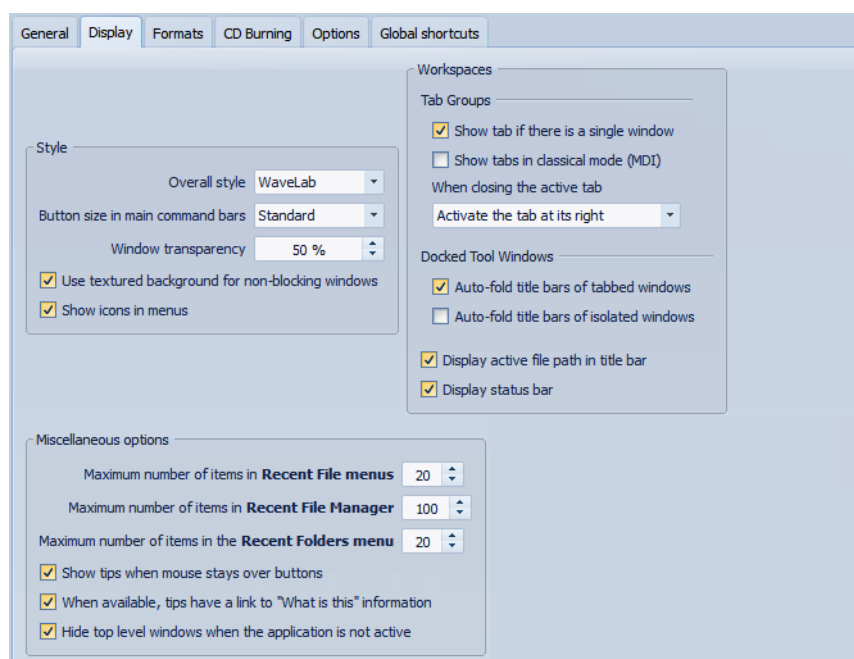 General Display Formats CD Burning Options Global shortcuts
Style
Overall style WaveLab
Button size in main command bars Standard
Window transparency 50 %
Use textured background for non-blocking windows
Show icons in menus
Workspaces
Tab Groups
Show tab if there is a single window
Show tabs in classical mode (MDI)
When closing the active tab
Activate the tab at its right
Docked Tool Windows
Auto-fold title bars of tabbed windows
Auto-fold title bars of isolated windows
Display active file path in title bar
Display status bar
Miscellaneous options
Maximum number of items in Recent File menus 20
Maximum number of items in Recent File Manager 100
Maximum number of items in the Recent Folders menu 20
Show tips when mouse stays over buttons
When available, tips have a link to "What is this" information
Hide top level windows when the application is not active